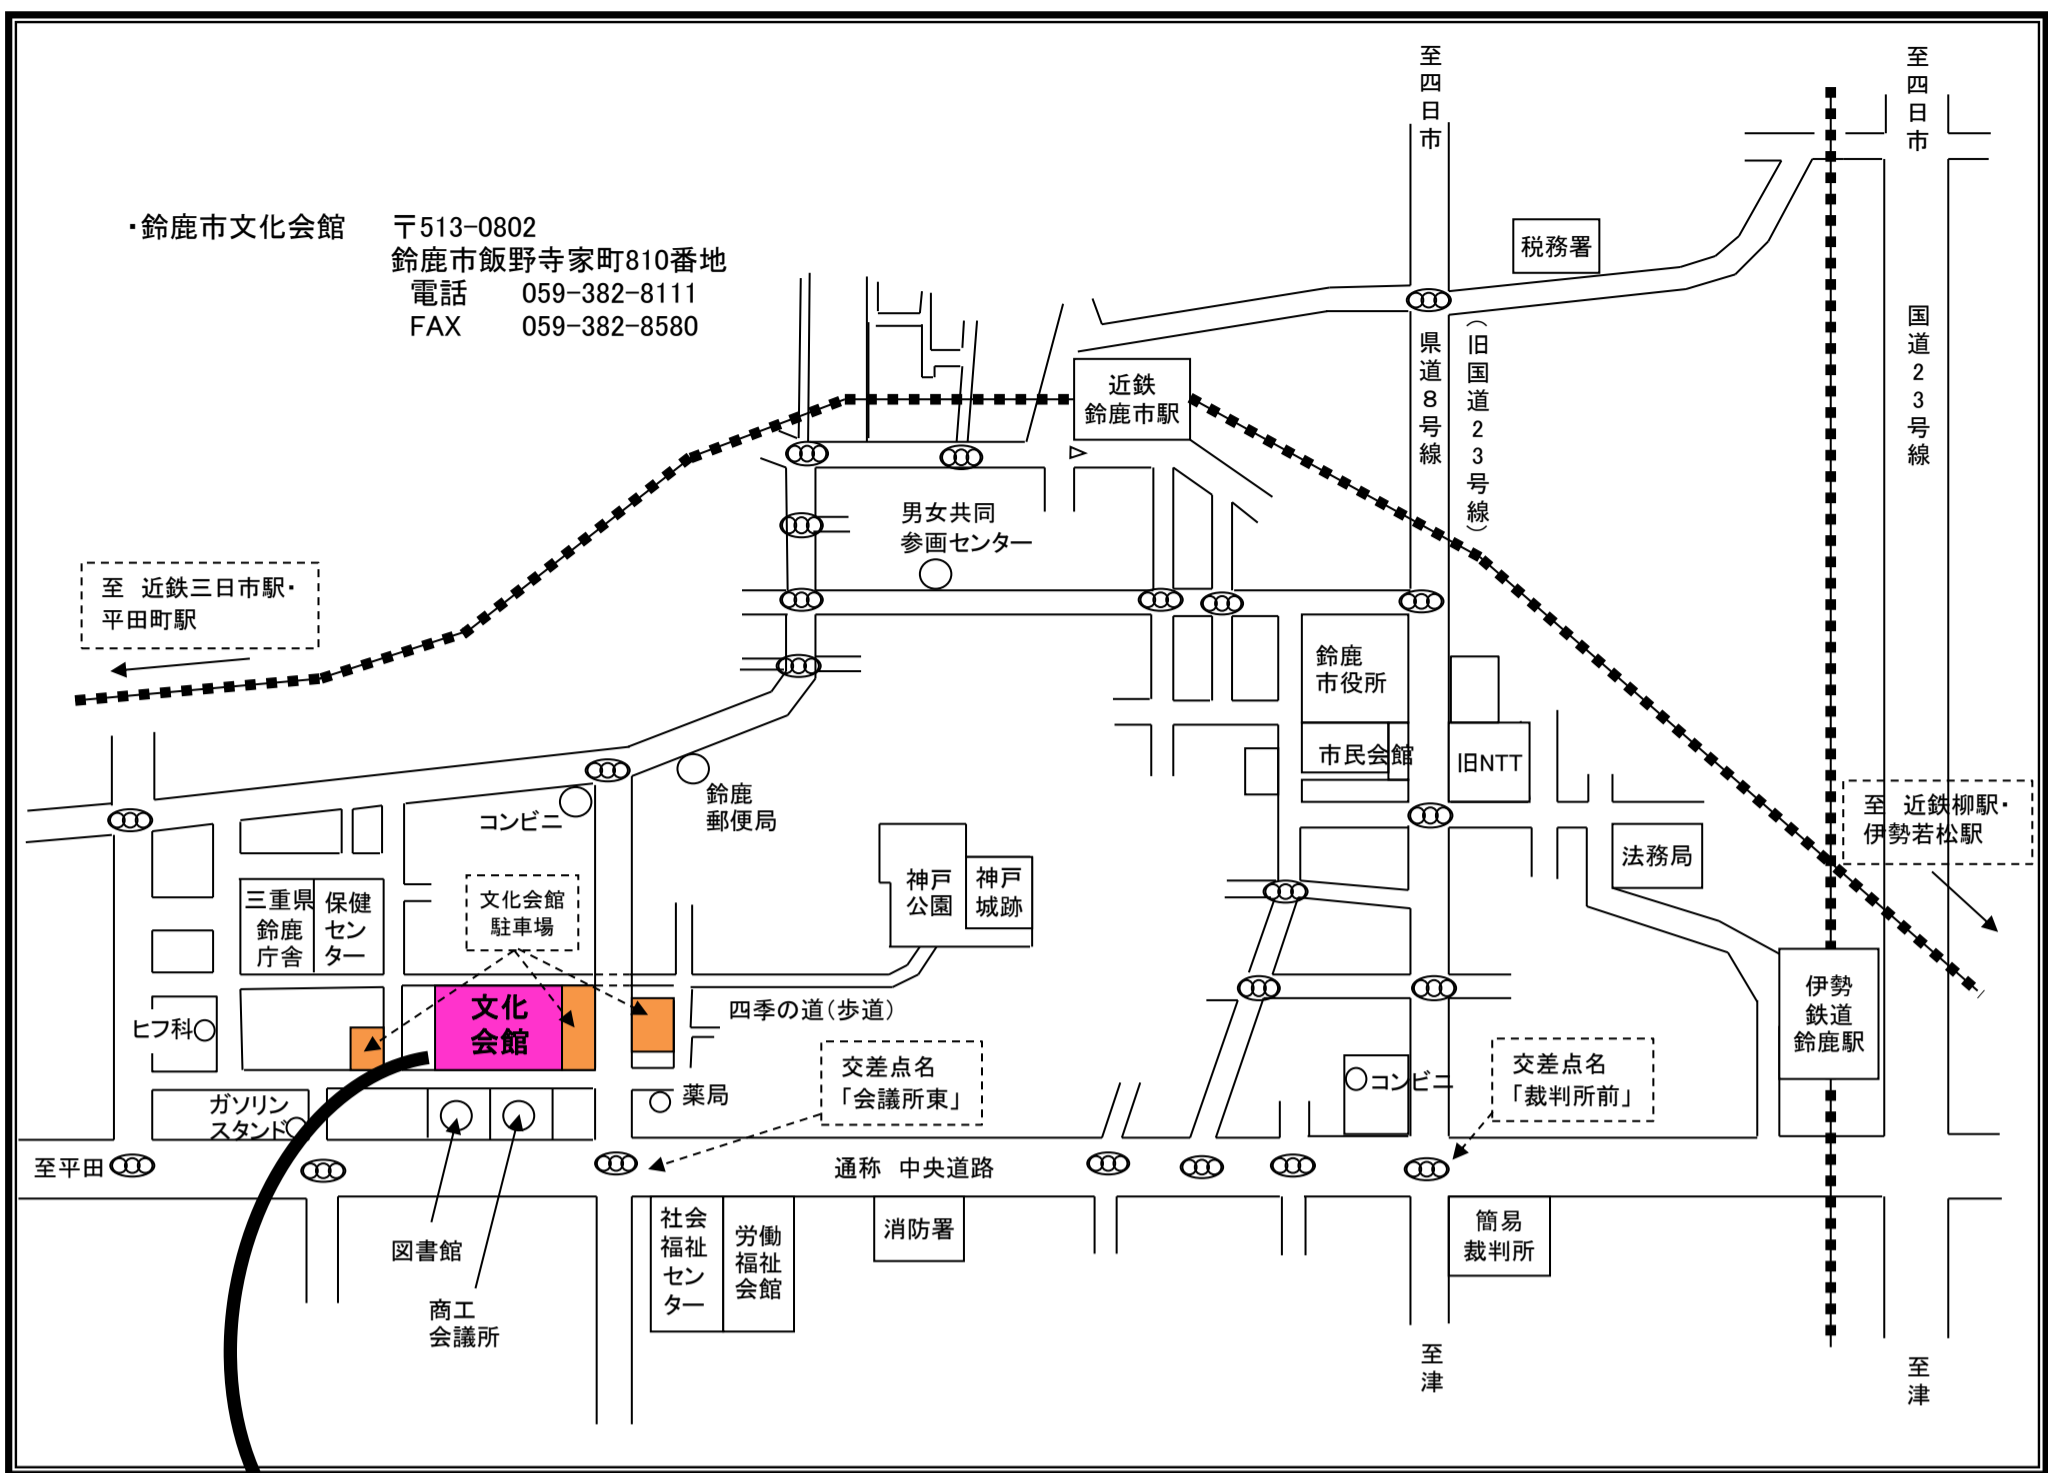 ・鈴鹿市文化会館 〒513-0802
鈴鹿市飯野寺家町810番地
電話 059-382-8111
FAX 059-382-8580
至四日市
至四日市
税務署
国道23号線
県道8号線
（旧国道23号線）
近鉄
鈴鹿市駅
男女共同
参画センター
至 近鉄三日市駅・
平田町駅
鈴鹿
市役所
市民会館
旧NTT
至 近鉄柳駅・
伊勢若松駅
法務局
コンビニ
鈴鹿
郵便局
神戸
公園
神戸
城跡
三重県
鈴鹿
庁舎
保健
セン
ター
文化会館
駐車場
文化
会館
四季の道（歩道）
ヒフ科
伊勢
鉄道
鈴鹿駅
交差点名
「会議所東」
コンビニ
交差点名
「裁判所前」
薬局
ガソリン
スタンド
至平田
通称 中央道路
社会
福祉
セン
ター
労働
福祉
会館
消防署
簡易
裁判所
図書館
商工
会議所
至津
至津